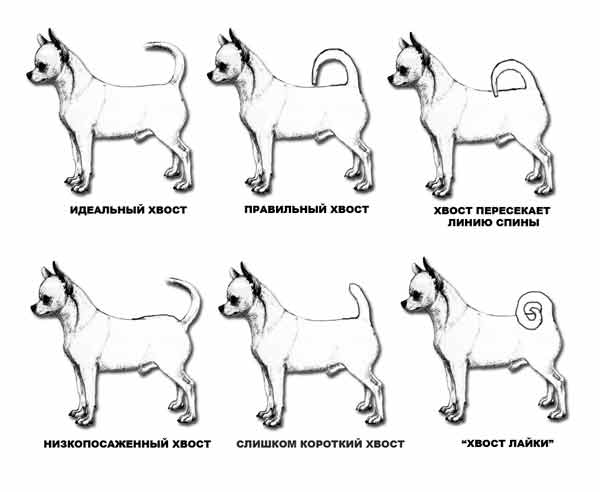 ИДЕАЛЬНЫЙ ХВОСТ
ПРАВИЛЬНЫЙ ХВОСТ
ХВОСТ ПЕРЕСЕКАЕТ
ЛИНИЮ СПИНЫ
НИЗКОПОСАЖЕННЫЙ ХВОСТ
СЛИШКОМ КОРОТКИЙ ХВОСТ
“ХВОСТ ЛАЙКИ”